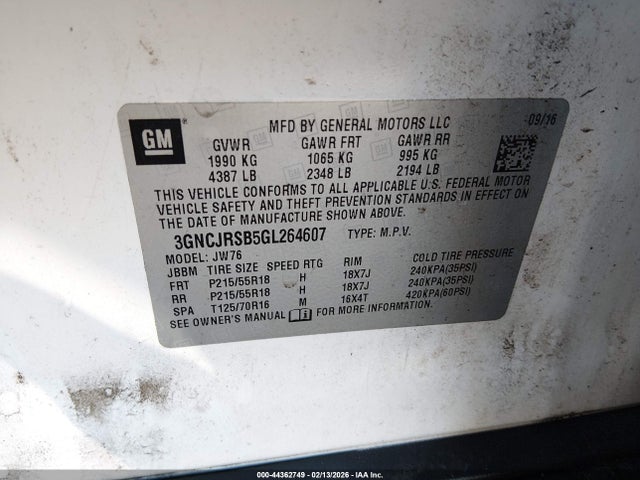 GM
MFD BY GENERAL MOTORS LLC 09/16
GVWR GAWR FRT GAWR RR
1990 KG 1065 KG 995 KG
4387 LB 2348 LB 2194 LB
THIS VEHICLE CONFORMS TO ALL APPLICABLE U.S. FEDERAL MOTOR
VEHICLE SAFETY AND THEFT PREVENTION STANDARDS IN EFFECT ON
THE DATE OF MANUFACTURE SHOWN ABOVE.
3GNCJRSB5GL264607 TYPE: M.P.V.
MODEL: JW76
JBBM TIRE SIZE SPEED RTG RIM COLD TIRE PRESSURE
FRT P215/55R18 H 18X7J 240KPA(35PSI)
RR P215/55R18 H 18X7J 240KPA(35PSI)
SPA T125/70R16 M 16X4T 420KPA(60PSI)
SEE OWNER'S MANUAL FOR MORE INFORMATION.
000-44362749 - 02/13/2026 - IAA Inc.